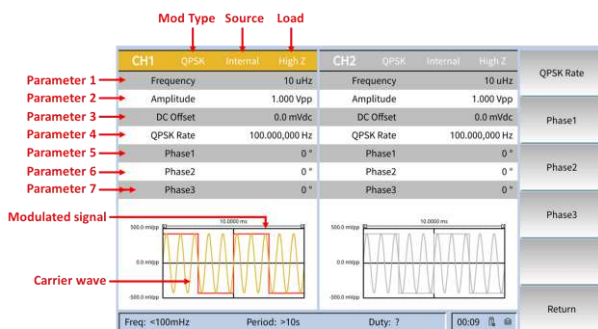 Mod Type Source Load
CH1 QPSK Internal High Z
CH2 QPSK Internal High Z
QPSK Rate
Parameter 1 Frequency 10 uHz Frequency 10 uHz
Parameter 2 Amplitude 1.000 Vpp Amplitude 1.000 Vpp
Parameter 3 DC Offset 0.0 mVdc DC Offset 0.0 mVdc
Phase1
Parameter 4 QPSK Rate 100.000,000 Hz QPSK Rate 100.000,000 Hz
Parameter 5 Phase1 0 ° Phase1 0 °
Parameter 6 Phase2 0 ° Phase2 0 °
Phase2
Parameter 7 Phase3 0 ° Phase3 0 °
Phase3
Modulated signal
500.0 mVpp 10.0000 ms 500.0 mVpp 10.0000 ms
0.0 mVpp 0.0 mVpp
Carrier wave
-500.0 mVpp -500.0 mVpp
Return
Freq: <100mHz Period: >10s Duty: ? 00:09